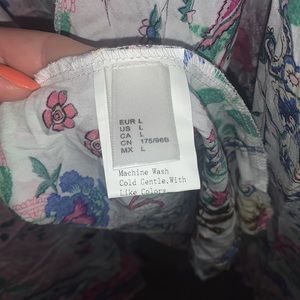 EUR L
US L
CA L
CN 175/96B
MX L
Machine Wash
Cold Gentle.With
Like Colors